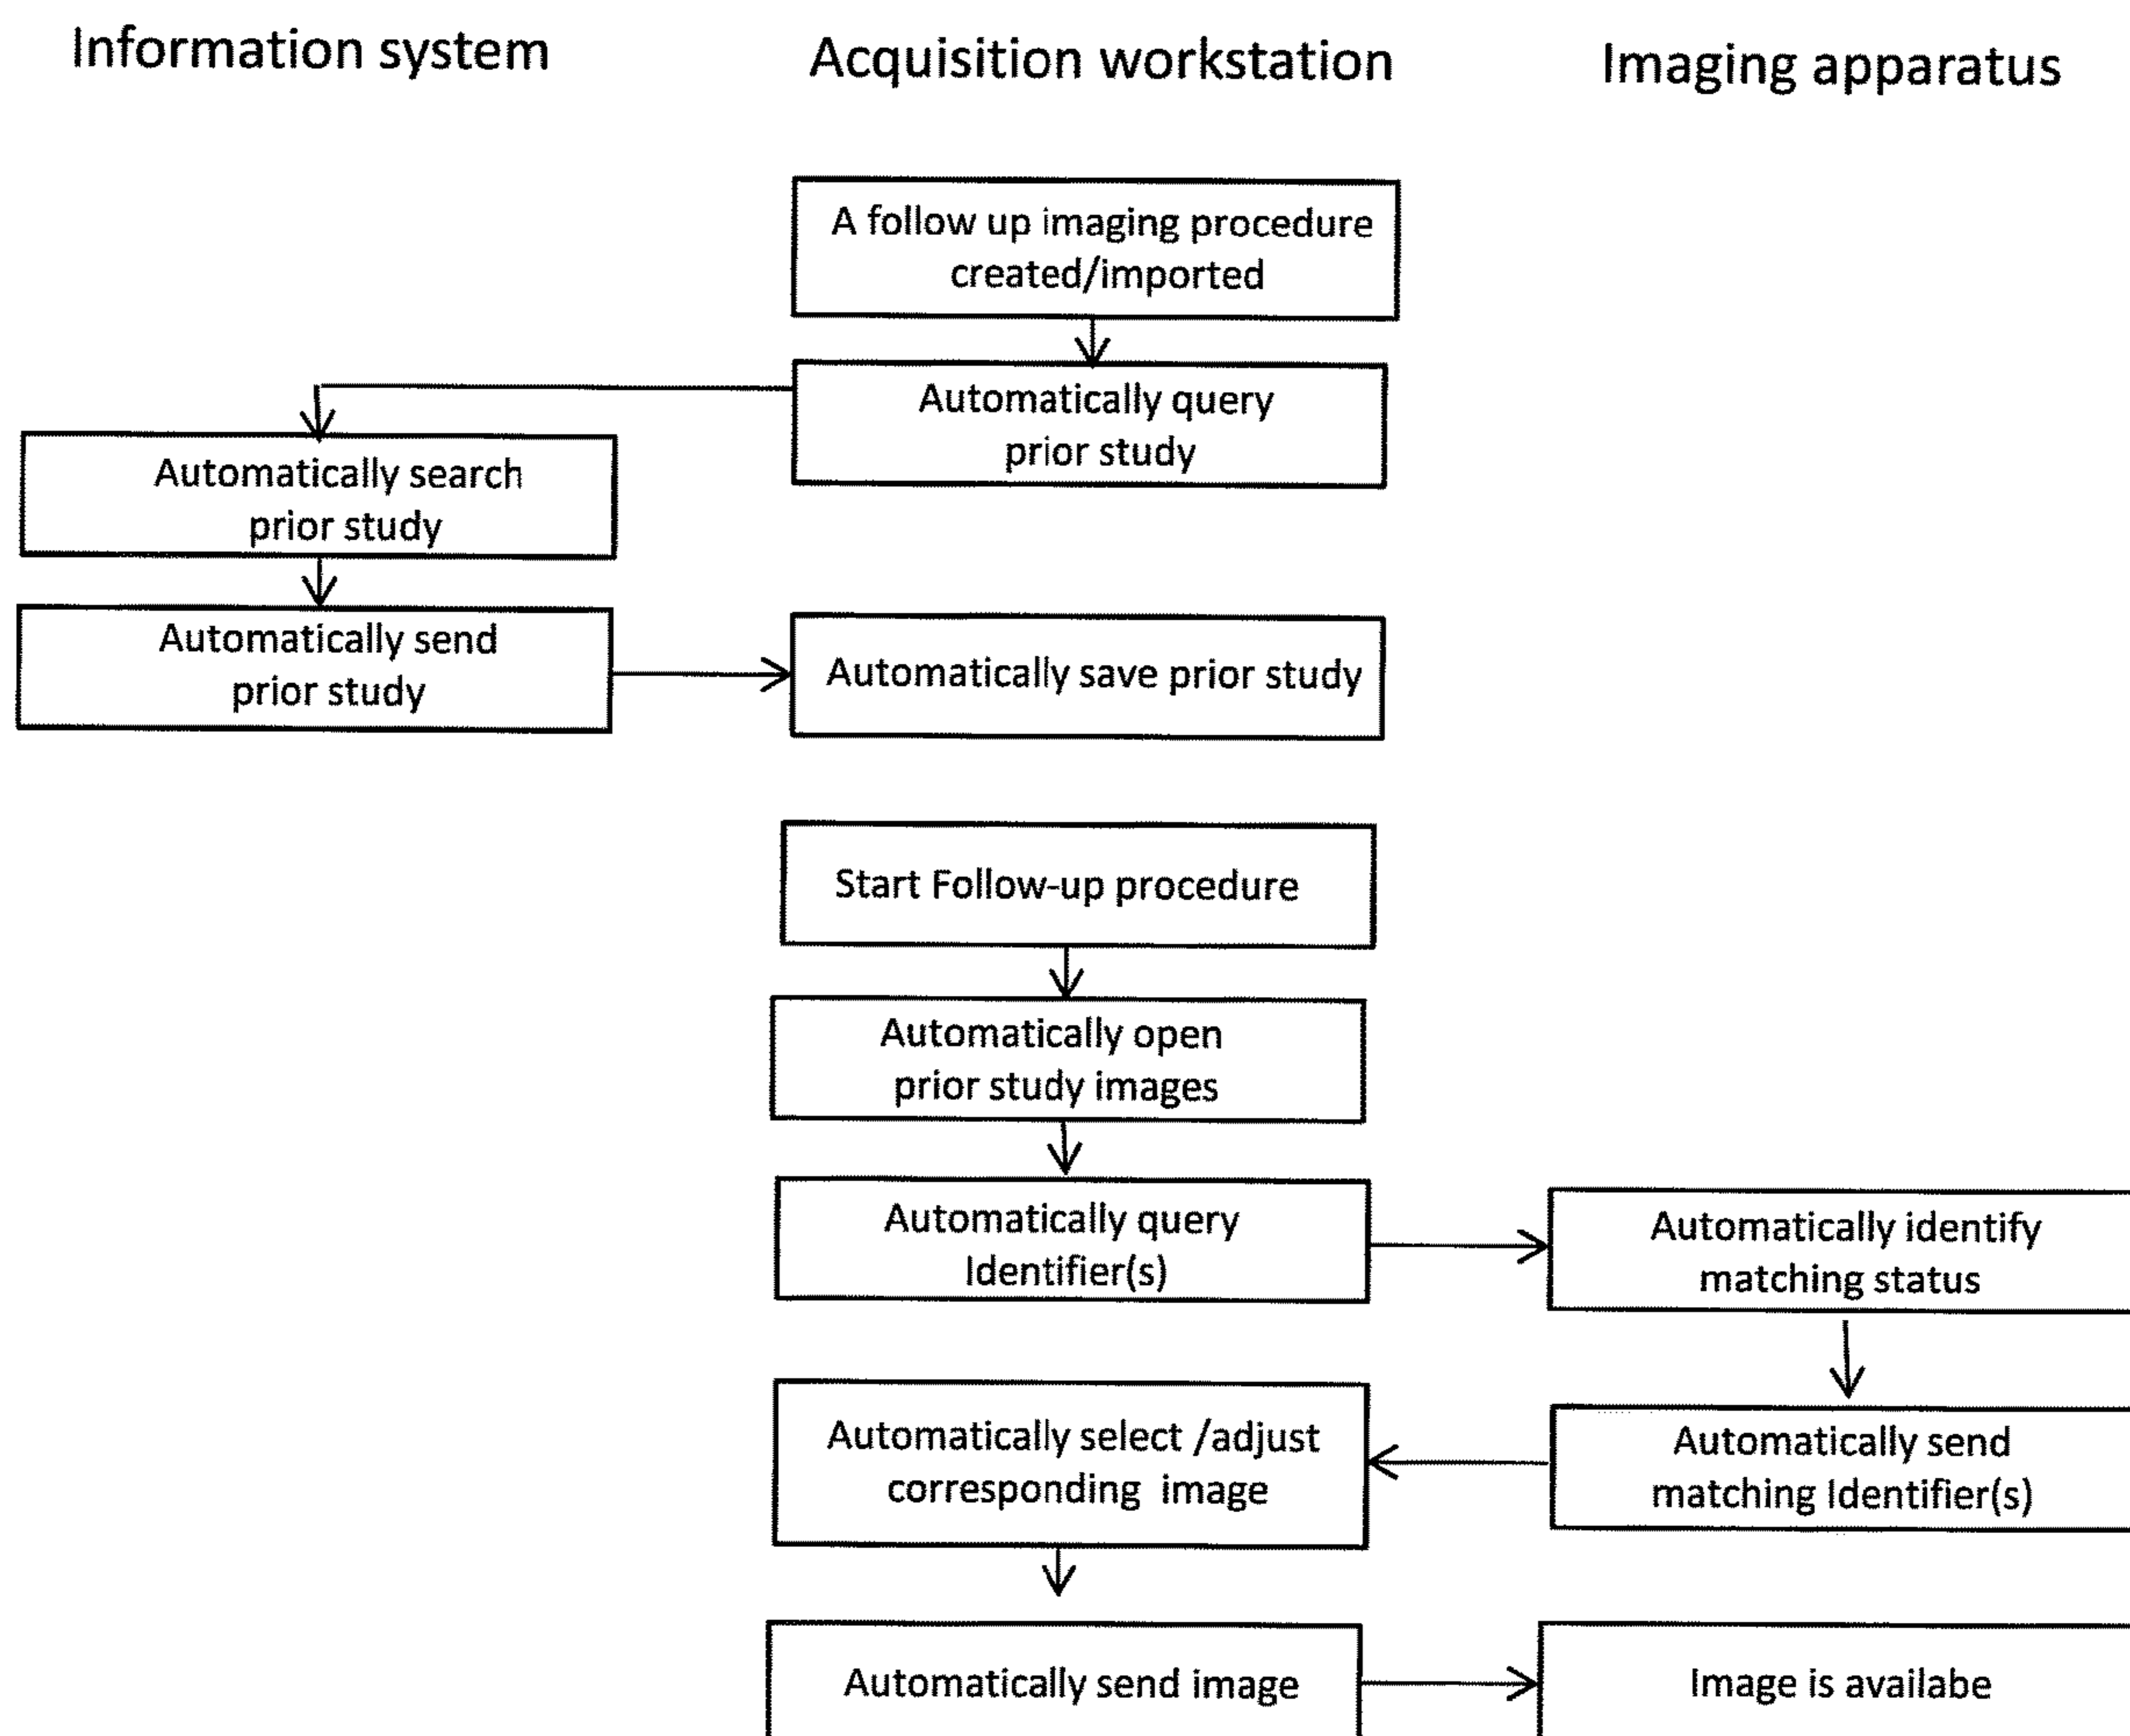 Information system
Acquisition workstation
Imaging apparatus
A follow up imaging procedure
created/imported
Automatically query
prior study
Automatically search
prior study
Automatically send
prior study
Automatically save prior study
Start Follow-up procedure
Automatically open
prior study images
Automatically query
Identifier(s)
Automatically identify
matching status
Automatically select /adjust
corresponding image
Automatically send
matching Identifier(s)
Automatically send image
Image is availabe